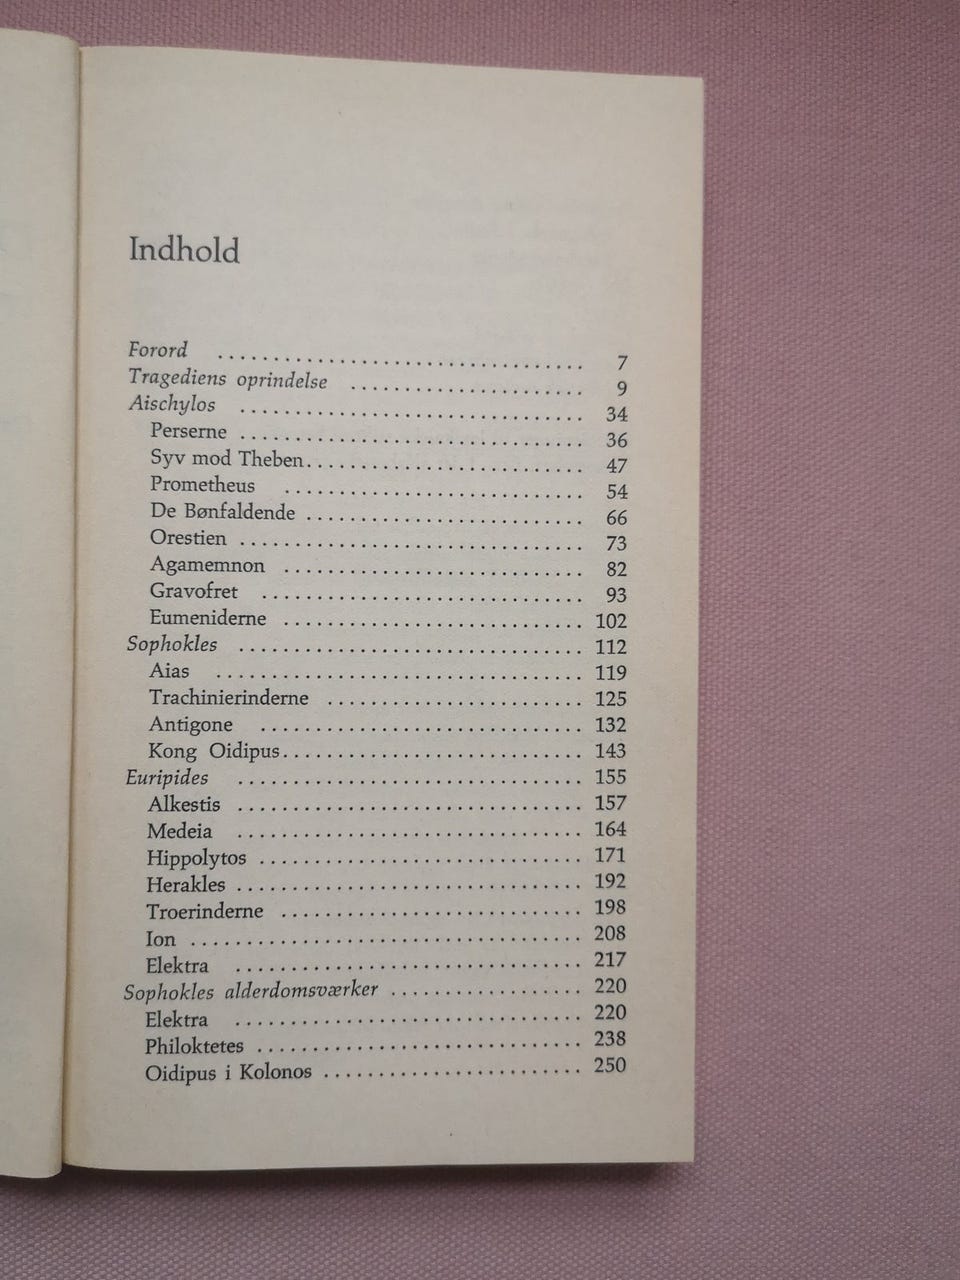 Indhold
Forord ........................................ 7
Tragediens oprindelse ......................... 9
Aischylos ..................................... 34
Perserne ...................................... 36
Syv mod Theben ................................ 47
Prometheus .................................... 54
De Bønfaldende ................................ 66
Orestien ...................................... 73
Agamemnon ..................................... 82
Gravofret ..................................... 93
Eumeniderne ................................... 102
Sophokles ..................................... 112
Aias .......................................... 119
Trachinierinderne ............................. 125
Antigone ...................................... 132
Kong Oidipus .................................. 143
Euripides ..................................... 155
Alkestis ...................................... 157
Medeia ........................................ 164
Hippolytos .................................... 171
Herakles ...................................... 192
Troerinderne .................................. 198
Ion ........................................... 208
Elektra ....................................... 217
Sophokles alderdomsværker ..................... 220
Elektra ....................................... 220
Philoktetes ................................... 238
Oidipus i Kolonos ............................. 250